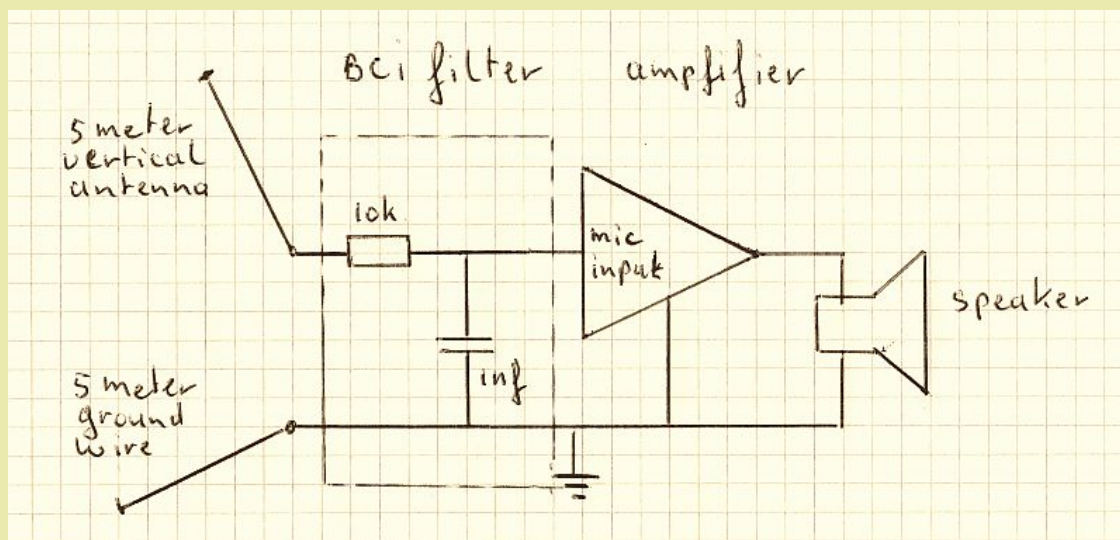 BCi filter
ampfifier
5 meter
vertical
antenna
10k
mic
input
speaker
1nf
5 meter
ground
wire